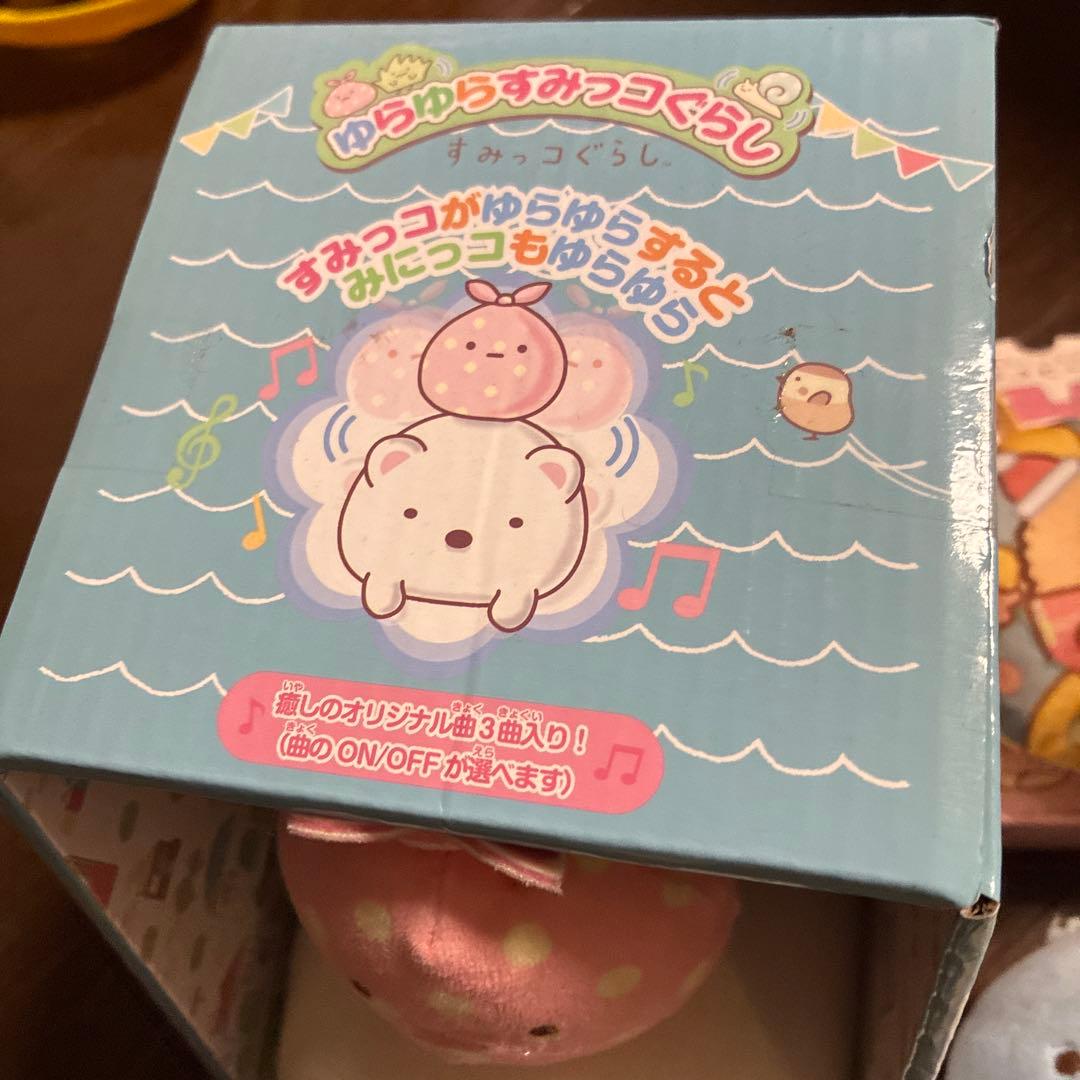 ゆらゆらすみっコぐらし
すみっコぐらし™
すみっコがゆらゆらすると
みにっコもゆらゆら
癒しのオリジナル曲3曲入り！
（曲のON/OFFが選べます）